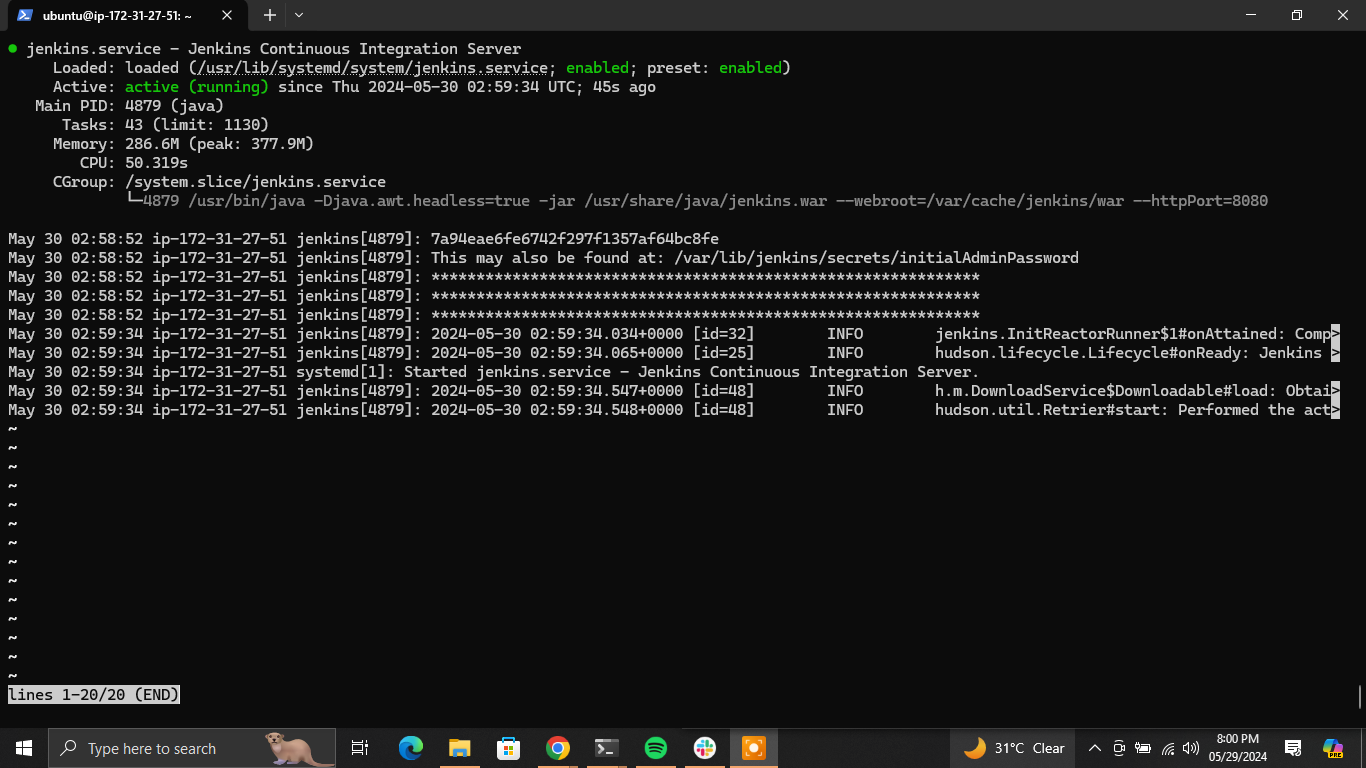 ubuntu@ip-172-31-27-51: ~
● jenkins.service - Jenkins Continuous Integration Server
Loaded: loaded (/usr/lib/systemd/system/jenkins.service; enabled; preset: enabled)
Active: active (running) since Thu 2024-05-30 02:59:34 UTC; 45s ago
Main PID: 4879 (java)
Tasks: 43 (limit: 1130)
Memory: 286.6M (peak: 377.9M)
CPU: 50.319s
CGroup: /system.slice/jenkins.service
└─4879 /usr/bin/java -Djava.awt.headless=true -jar /usr/share/java/jenkins.war --webroot=/var/cache/jenkins/war --httpPort=8080
May 30 02:58:52 ip-172-31-27-51 jenkins[4879]: 7a94eae6fe6742f297f1357af64bc8fe
May 30 02:58:52 ip-172-31-27-51 jenkins[4879]: This may also be found at: /var/lib/jenkins/secrets/initialAdminPassword
May 30 02:58:52 ip-172-31-27-51 jenkins[4879]: *************************************************************
May 30 02:58:52 ip-172-31-27-51 jenkins[4879]: *************************************************************
May 30 02:58:52 ip-172-31-27-51 jenkins[4879]: *************************************************************
May 30 02:59:34 ip-172-31-27-51 jenkins[4879]: 2024-05-30 02:59:34.034+0000 [id=32] INFO jenkins.InitReactorRunner$1#onAttained: Comp>
May 30 02:59:34 ip-172-31-27-51 jenkins[4879]: 2024-05-30 02:59:34.065+0000 [id=25] INFO hudson.lifecycle.Lifecycle#onReady: Jenkins >
May 30 02:59:34 ip-172-31-27-51 systemd[1]: Started jenkins.service - Jenkins Continuous Integration Server.
May 30 02:59:34 ip-172-31-27-51 jenkins[4879]: 2024-05-30 02:59:34.547+0000 [id=48] INFO h.m.DownloadService$Downloadable#load: Obtai>
May 30 02:59:34 ip-172-31-27-51 jenkins[4879]: 2024-05-30 02:59:34.548+0000 [id=48] INFO hudson.util.Retrier#start: Performed the act>
~
~
~
~
~
~
~
~
~
~
~
~
~
~
lines 1-20/20 (END)
Type here to search
31°C Clear
8:00 PM
05/29/2024
PRE